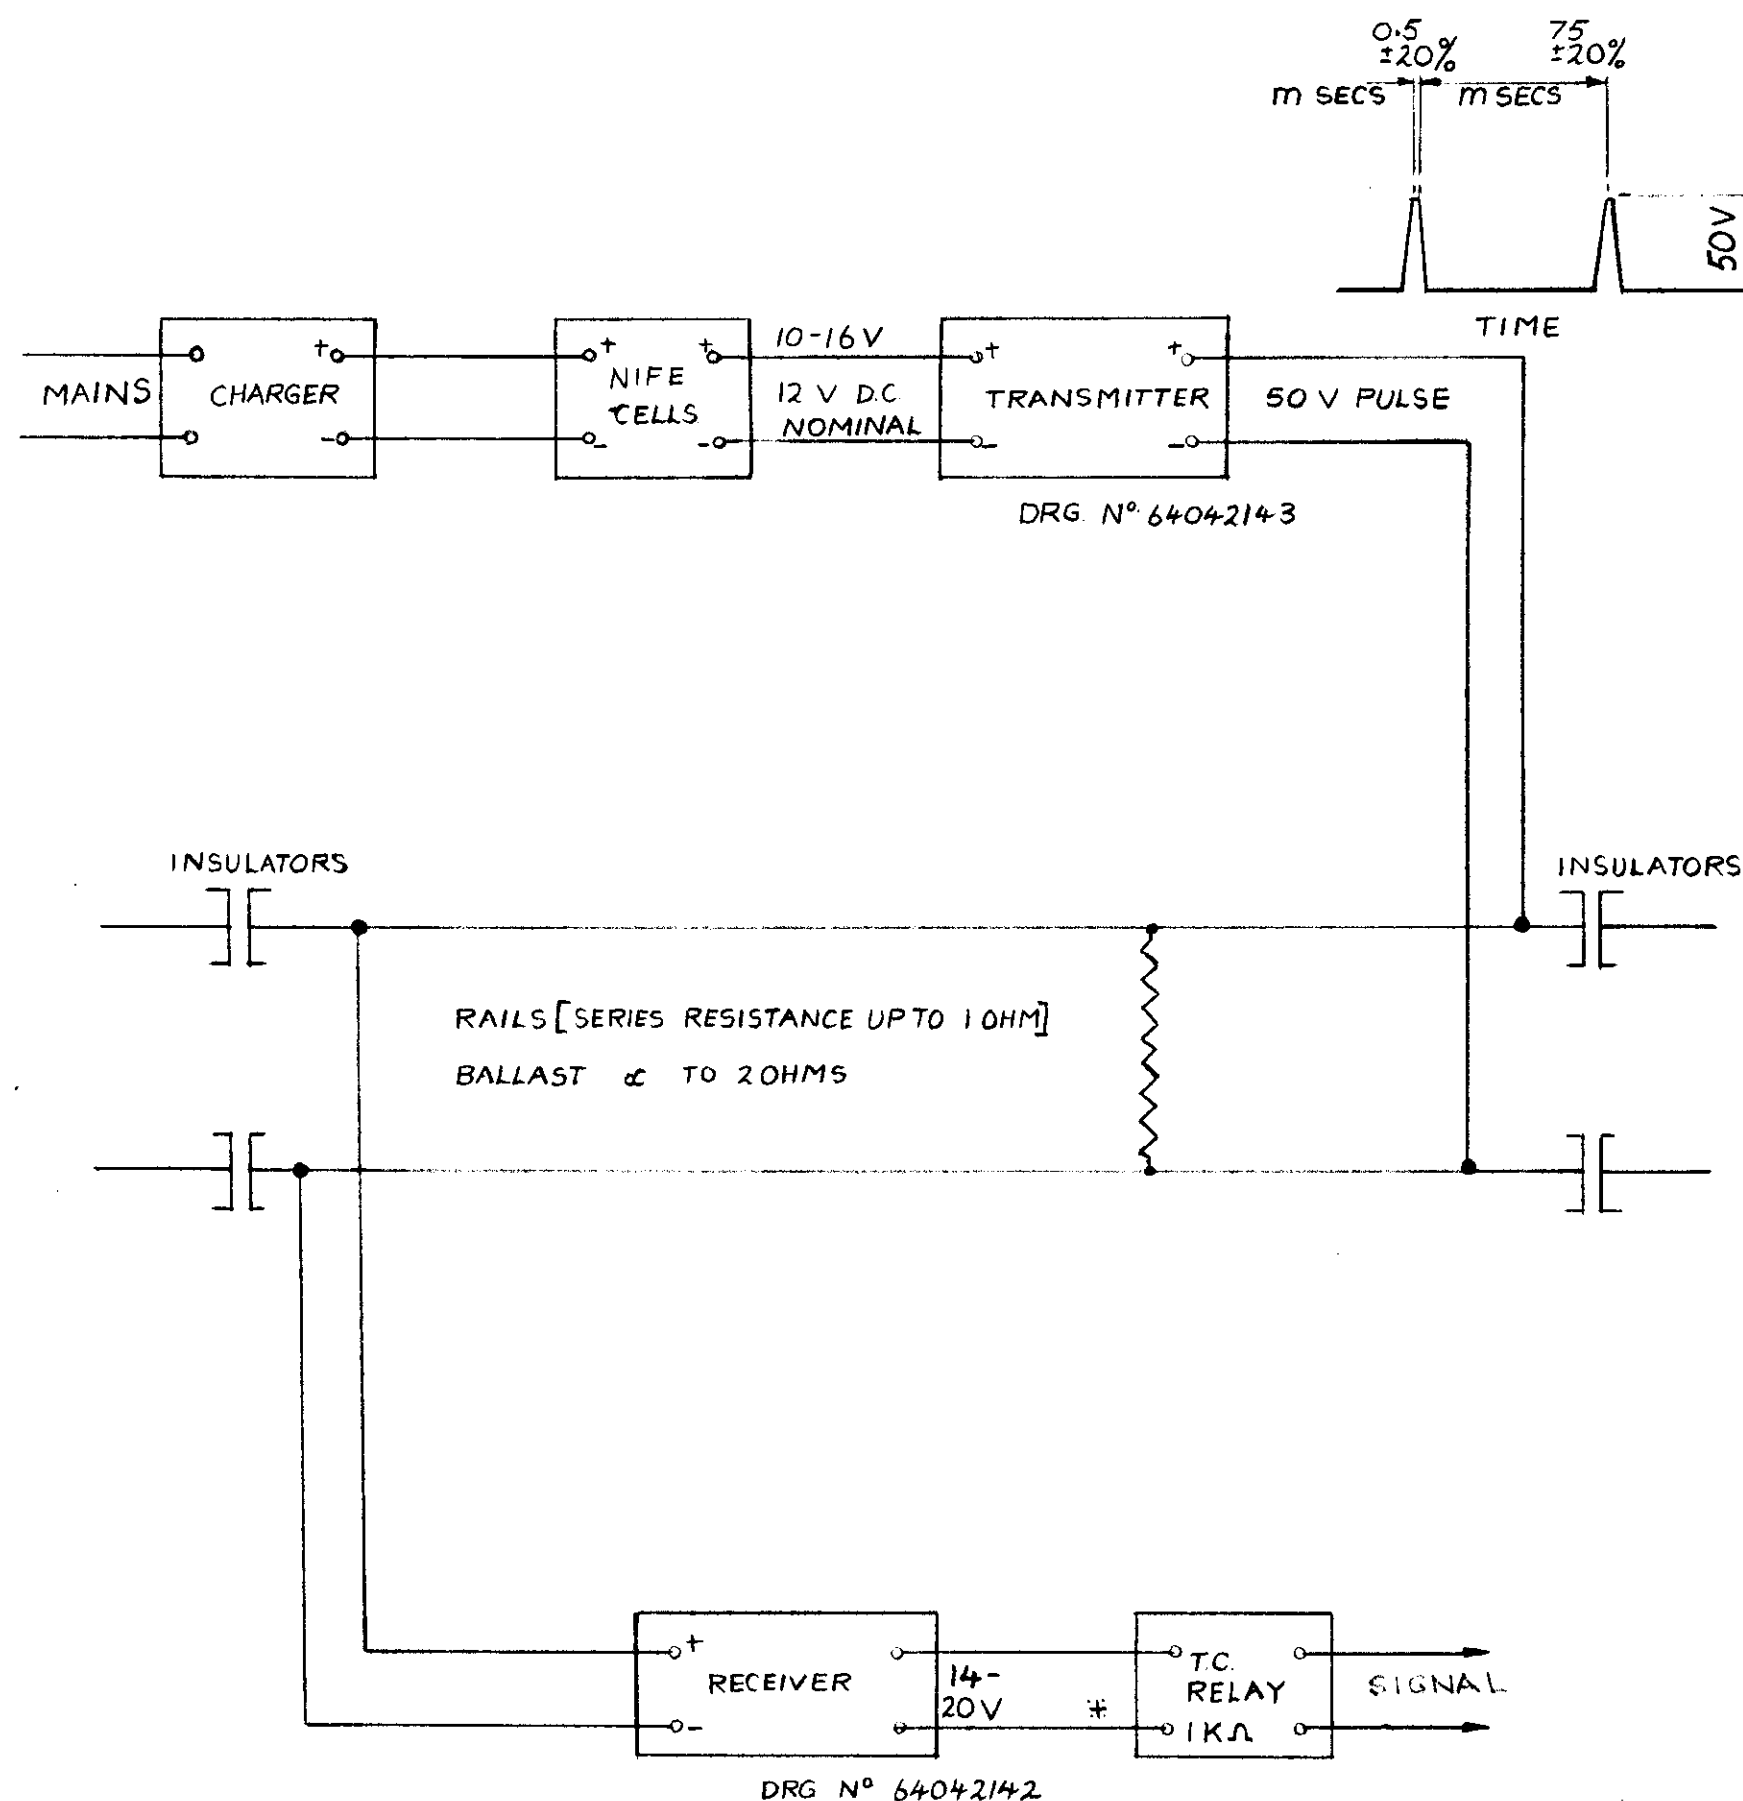 0.5 75
±20% ±20%
m SECS m SECS
50V
TIME
MAINS
+
-
CHARGER
+
-
+
-
NIFE
CELLS
10-16V
12 V D.C.
NOMINAL
+
-
TRANSMITTER
+
-
50 V PULSE
DRG. Nº. 64042143
INSULATORS
INSULATORS
RAILS [SERIES RESISTANCE UP TO 1 OHM]
BALLAST ∝ TO 2 OHMS
+
-
RECEIVER
14-
20V
*
T.C.
RELAY
1KΩ
SIGNAL
DRG Nº 64042142